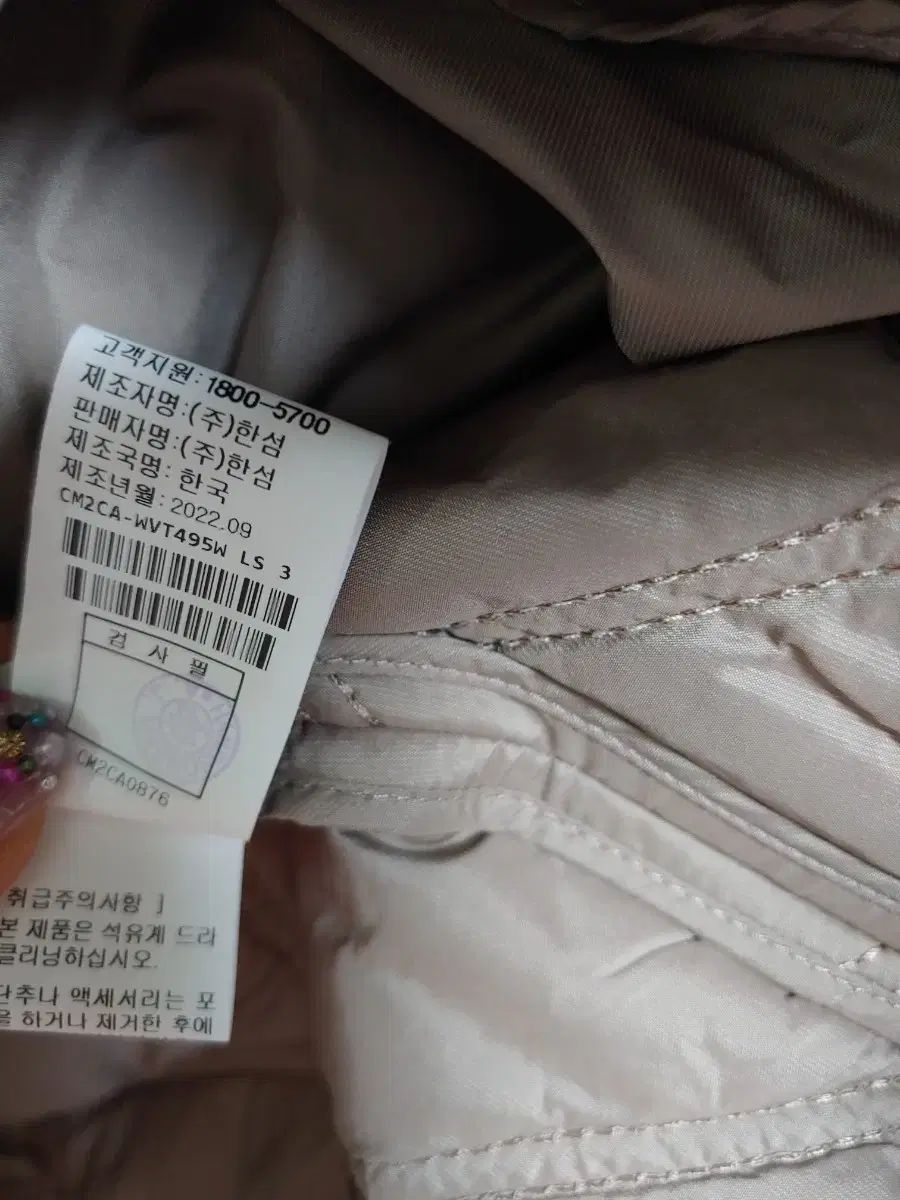 고객지원:1800-5700
제조자명:(주)한섬
판매자명:(주)한섬
제조국명: 한국
제조년월:2022.09
CM2CA-WVT495W LS 3
검 사 필
CM2CA0876
취급주의사항 ]
본 제품은 석유계 드라
클리닝하십시오.
단추나 액세서리는 포
을 하거나 제거한 후에